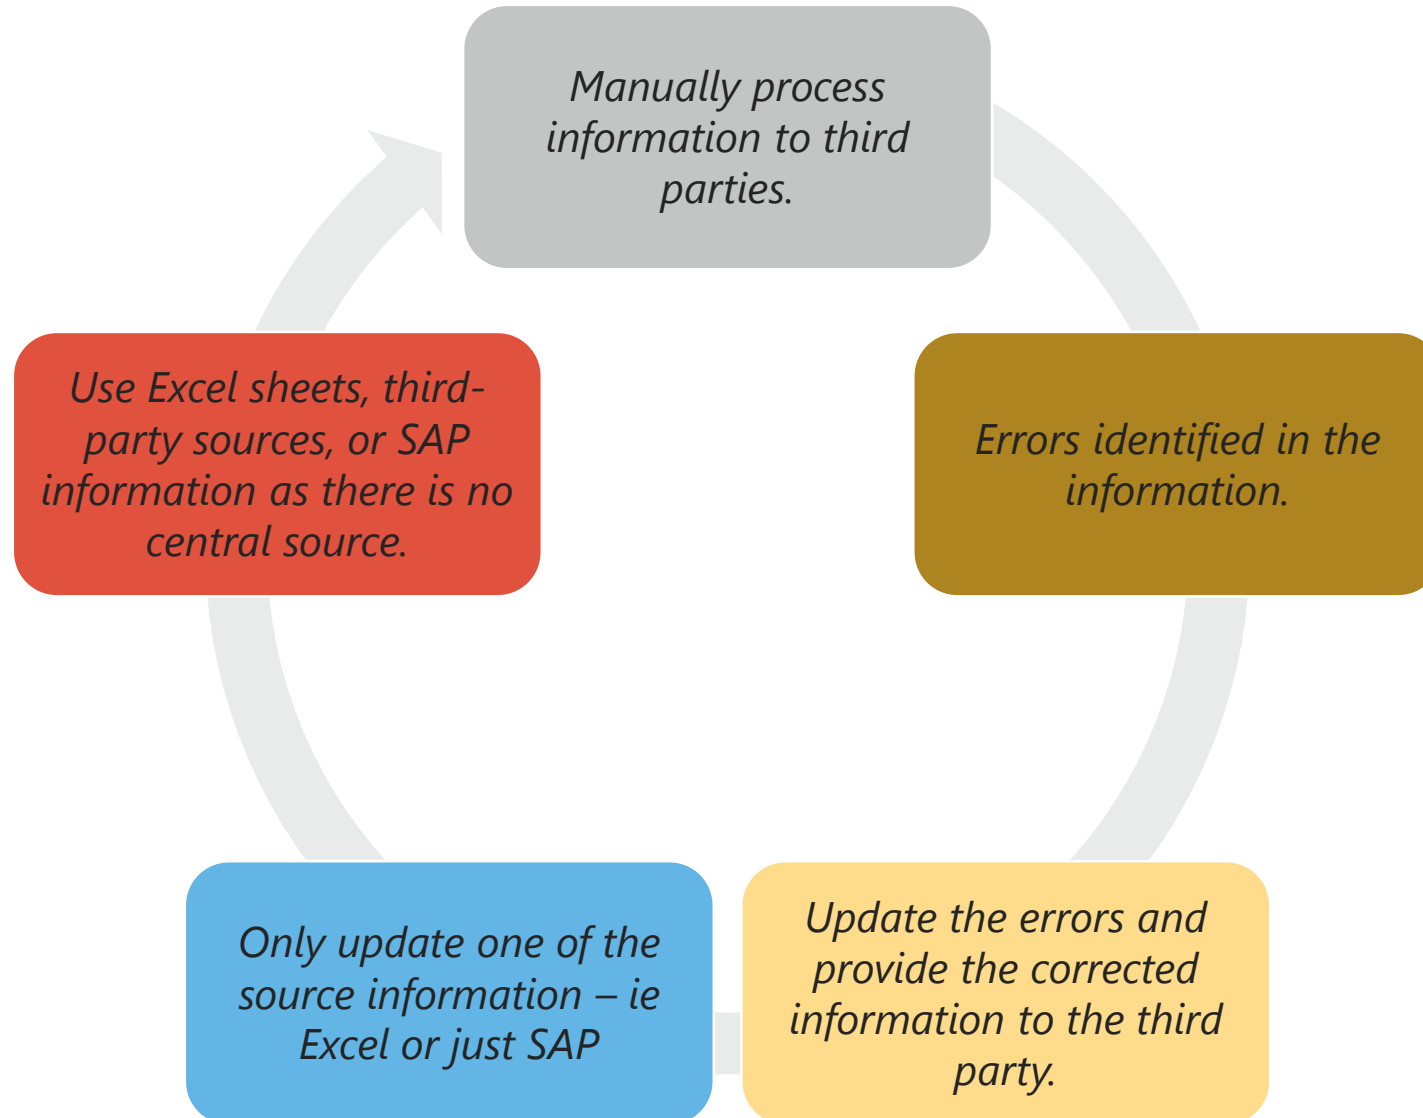 Manually process
information to third
parties.
Errors identified in the
information.
Update the errors and
provide the corrected
information to the third
party.
Only update one of the
source information – ie
Excel or just SAP
Use Excel sheets, third-
party sources, or SAP
information as there is no
central source.